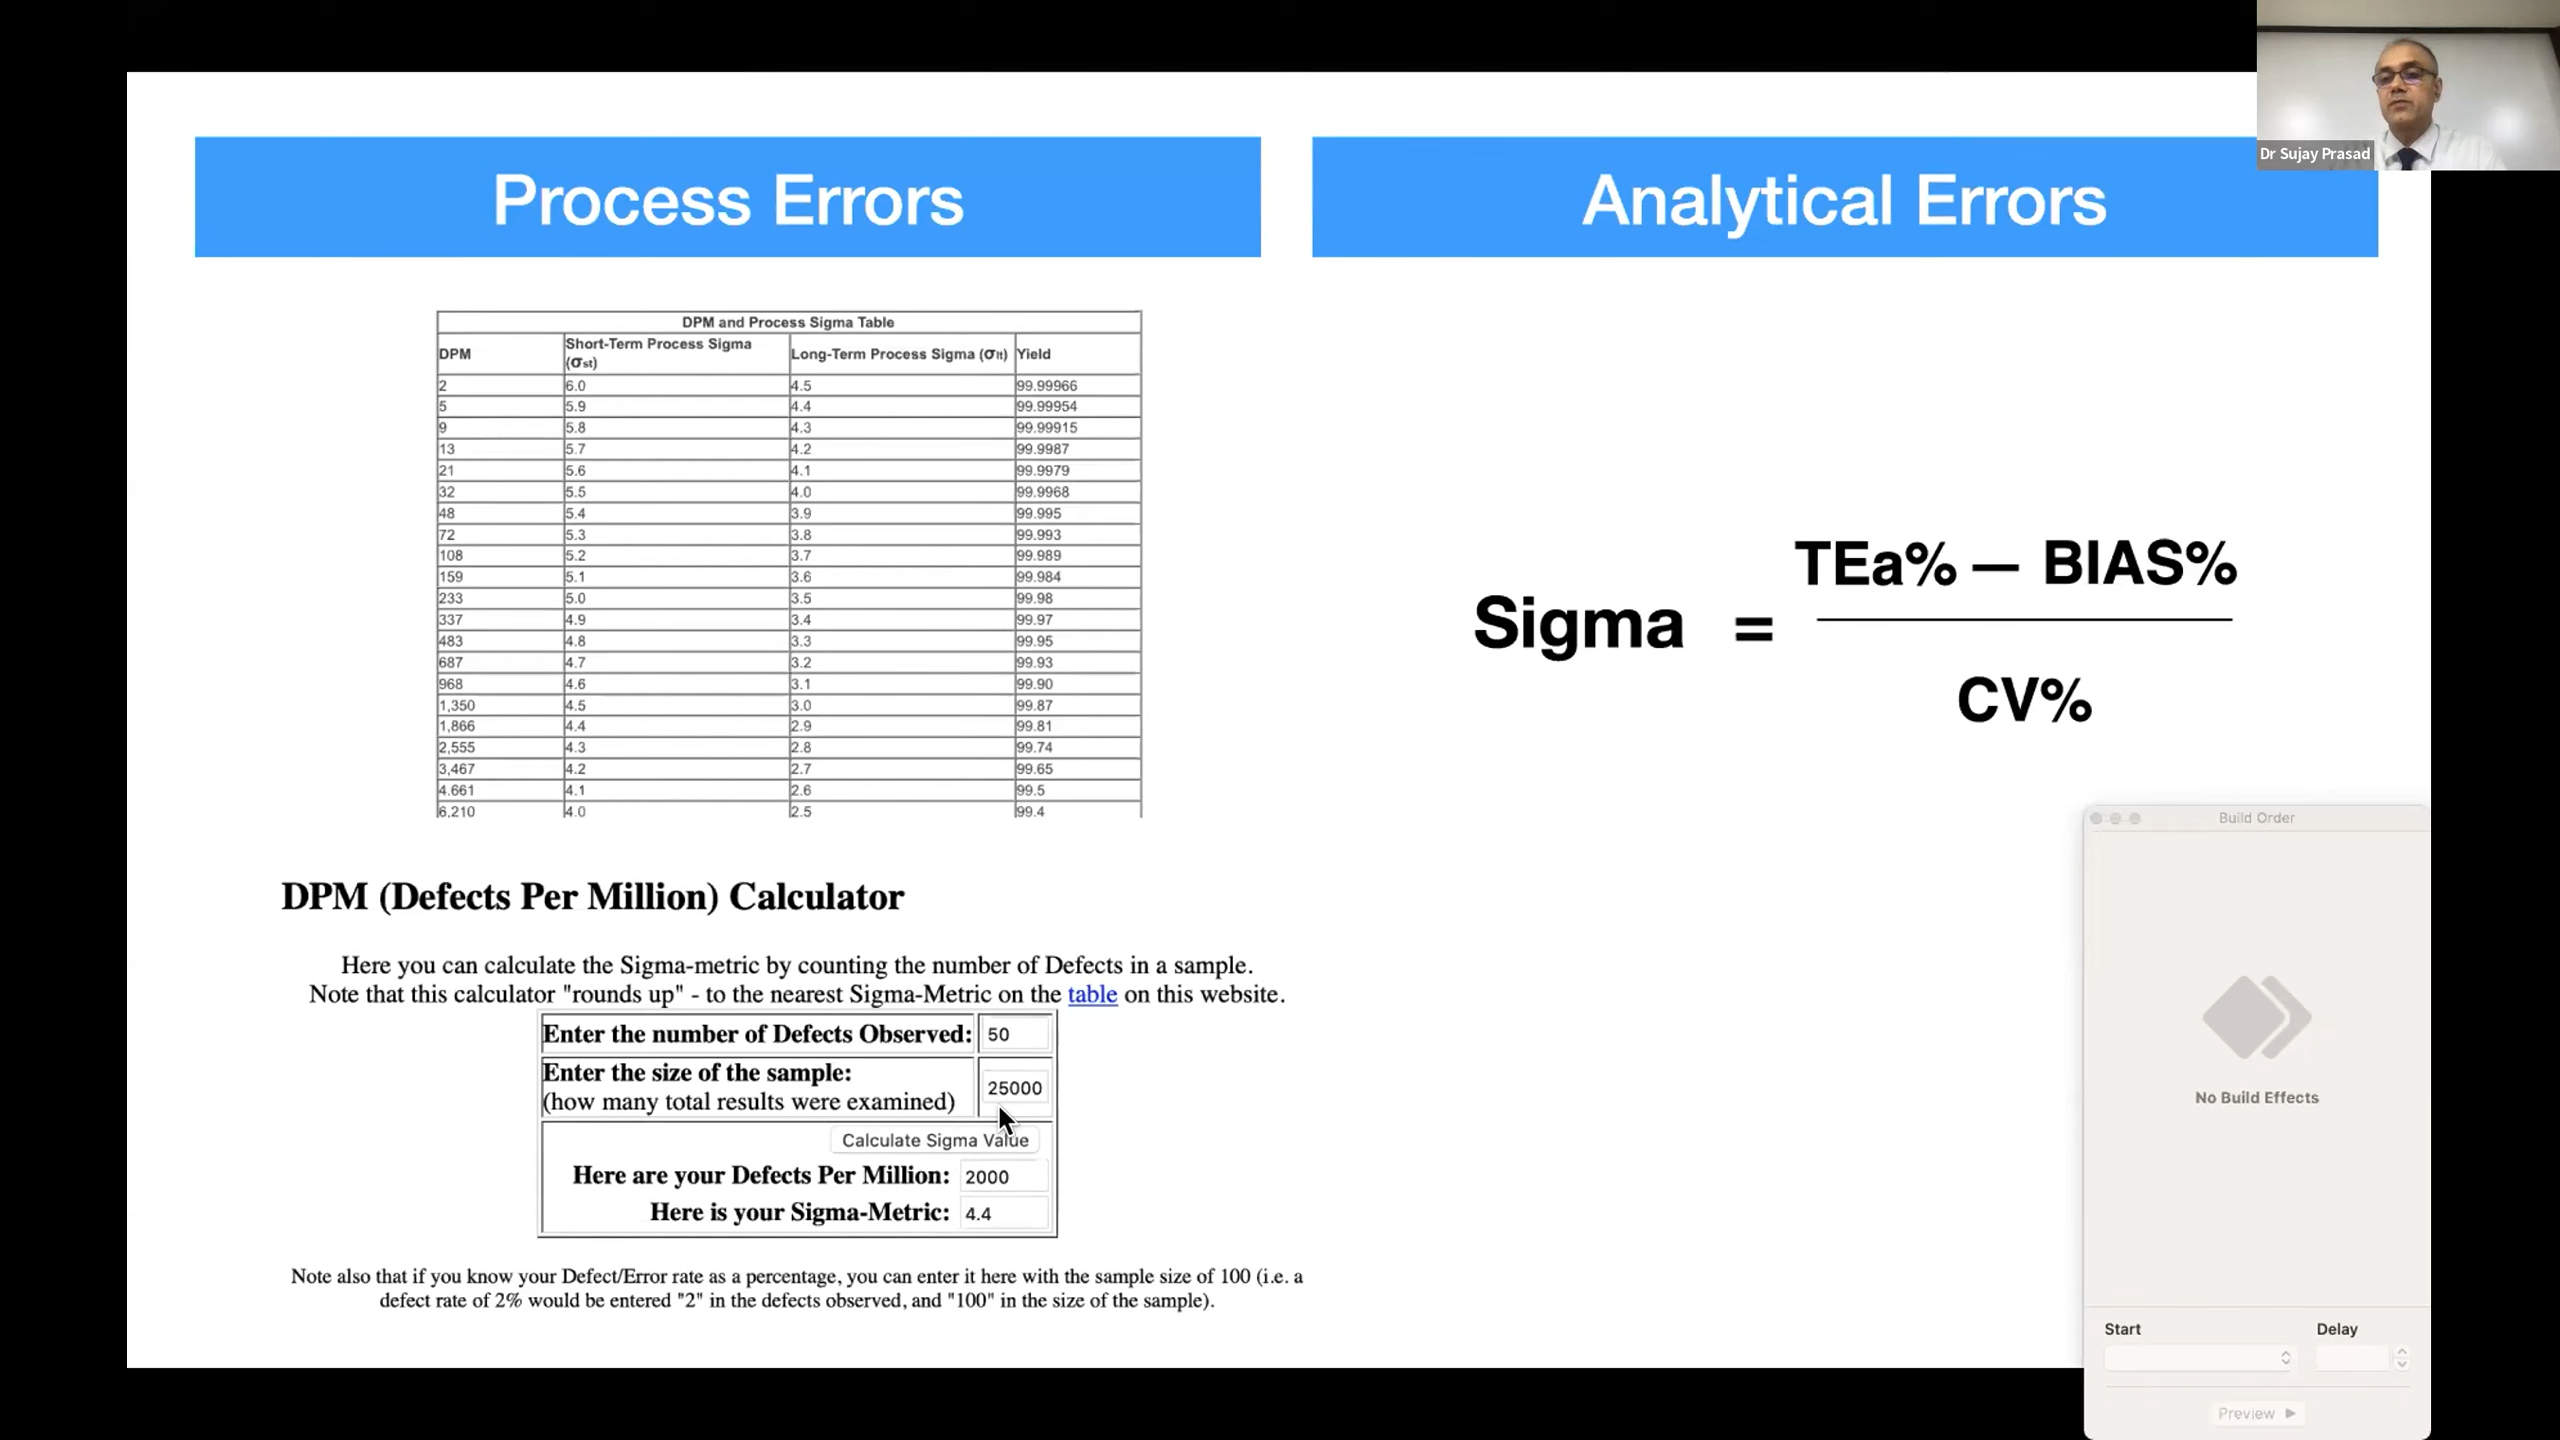 Dr Sujay Prasad
Process Errors
Analytical Errors
DPM and Process Sigma Table
DPM Short-Term Process Sigma (σst) Long-Term Process Sigma (σlt) Yield
2 6.0 4.5 99.99966
5 5.9 4.4 99.99954
9 5.8 4.3 99.99915
13 5.7 4.2 99.9987
21 5.6 4.1 99.9979
32 5.5 4.0 99.9968
48 5.4 3.9 99.995
72 5.3 3.8 99.993
108 5.2 3.7 99.989
159 5.1 3.6 99.984
233 5.0 3.5 99.98
337 4.9 3.4 99.97
483 4.8 3.3 99.95
687 4.7 3.2 99.93
968 4.6 3.1 99.90
1,350 4.5 3.0 99.87
1,866 4.4 2.9 99.81
2,555 4.3 2.8 99.74
3,467 4.2 2.7 99.65
4.661 4.1 2.6 99.5
6,210 4.0 2.5 99.4
DPM (Defects Per Million) Calculator
Here you can calculate the Sigma-metric by counting the number of Defects in a sample.
Note that this calculator "rounds up" - to the nearest Sigma-Metric on the table on this website.
Enter the number of Defects Observed: 50
Enter the size of the sample:
(how many total results were examined) 25000
Calculate Sigma Value
Here are your Defects Per Million: 2000
Here is your Sigma-Metric: 4.4
Note also that if you know your Defect/Error rate as a percentage, you can enter it here with the sample size of 100 (i.e. a
defect rate of 2% would be entered "2" in the defects observed, and "100" in the size of the sample).
TEa% — BIAS%
Sigma =
CV%
Build Order
No Build Effects
Start Delay
Preview